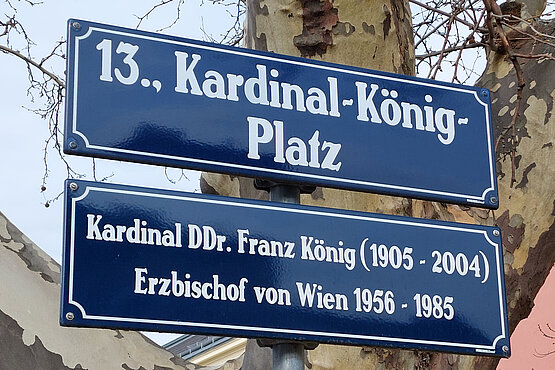 13., Kardinal-König-
Platz
Kardinal DDr. Franz König (1905 - 2004)
Erzbischof von Wien 1956 - 1985